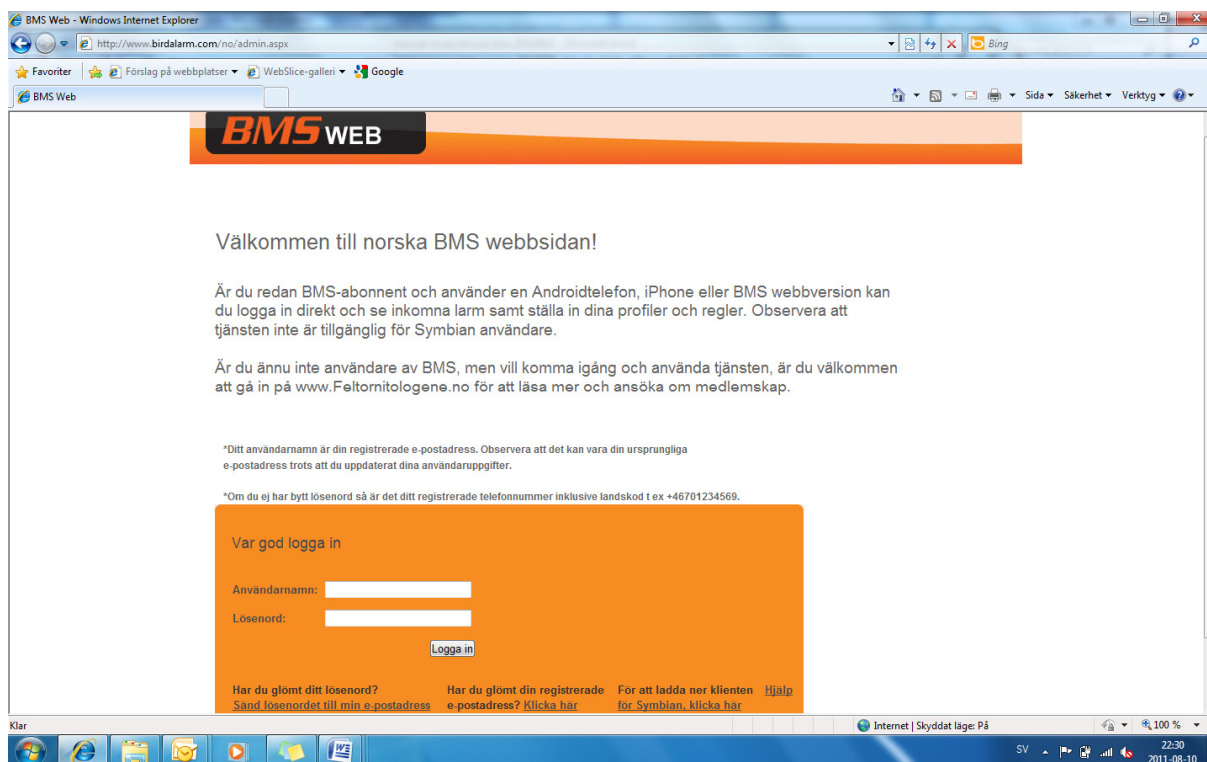 BMS Web - Windows Internet Explorer
http://www.birdalarm.com/no/admin.aspx
Bing
Favoriter Förslag på webbplatser WebSlice-galleri Google
BMS Web
Sida Säkerhet Verktyg
BMS WEB
Välkommen till norska BMS webbsidan!
Är du redan BMS-abonnent och använder en Androidtelefon, iPhone eller BMS webbversion kan
du logga in direkt och se inkomna larm samt ställa in dina profiler och regler. Observera att
tjänsten inte är tillgänglig för Symbian användare.
Är du ännu inte användare av BMS, men vill komma igång och använda tjänsten, är du välkommen
att gå in på www.Feltornitologene.no för att läsa mer och ansöka om medlemskap.
*Ditt användarnamn är din registrerade e-postadress. Observera att det kan vara din ursprungliga
e-postadress trots att du uppdaterat dina användaruppgifter.
*Om du ej har bytt lösenord så är det ditt registrerade telefonnummer inklusive landskod t ex +46701234569.
Var god logga in
Användarnamn:
Lösenord:
Logga in
Har du glömt ditt lösenord?
Sänd lösenordet till min e-postadress
Har du glömt din registrerade
e-postadress? Klicka här
För att ladda ner klienten
för Symbian, klicka här
Hjälp
Klar
Internet | Skyddat läge: På
100 %
SV
22:30
2011-08-10